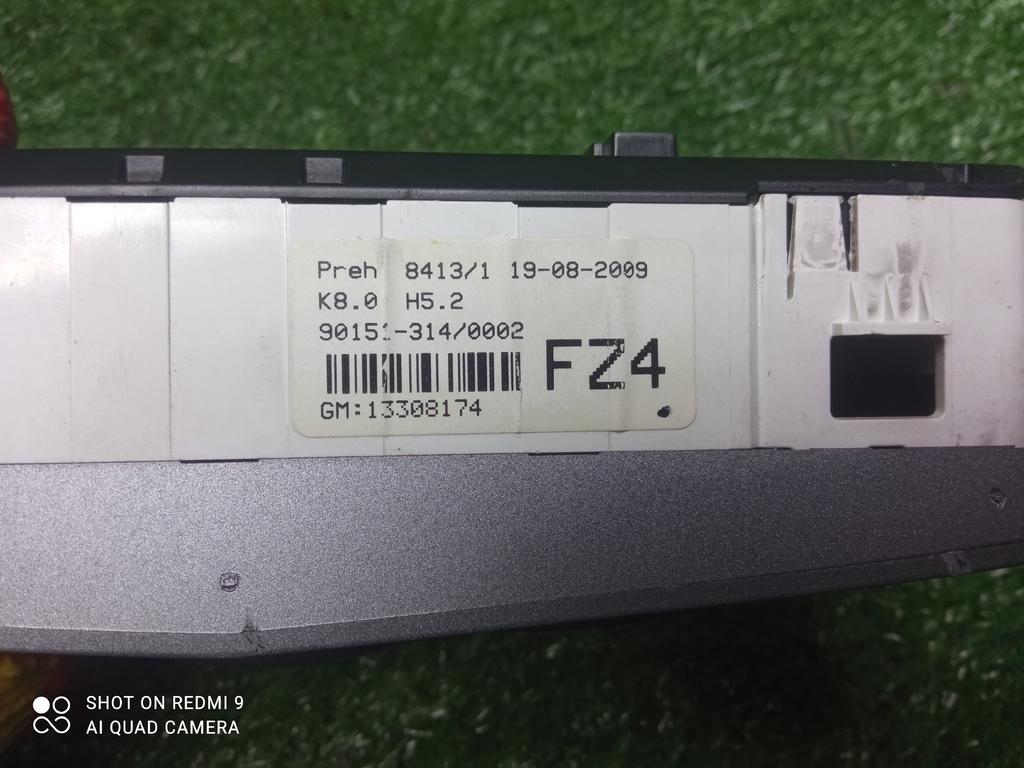 Preh 8413/1 19-08-2009
K8.0 H5.2
90151-314/0002
FZ4
GM:13308174
SHOT ON REDMI 9
AI QUAD CAMERA